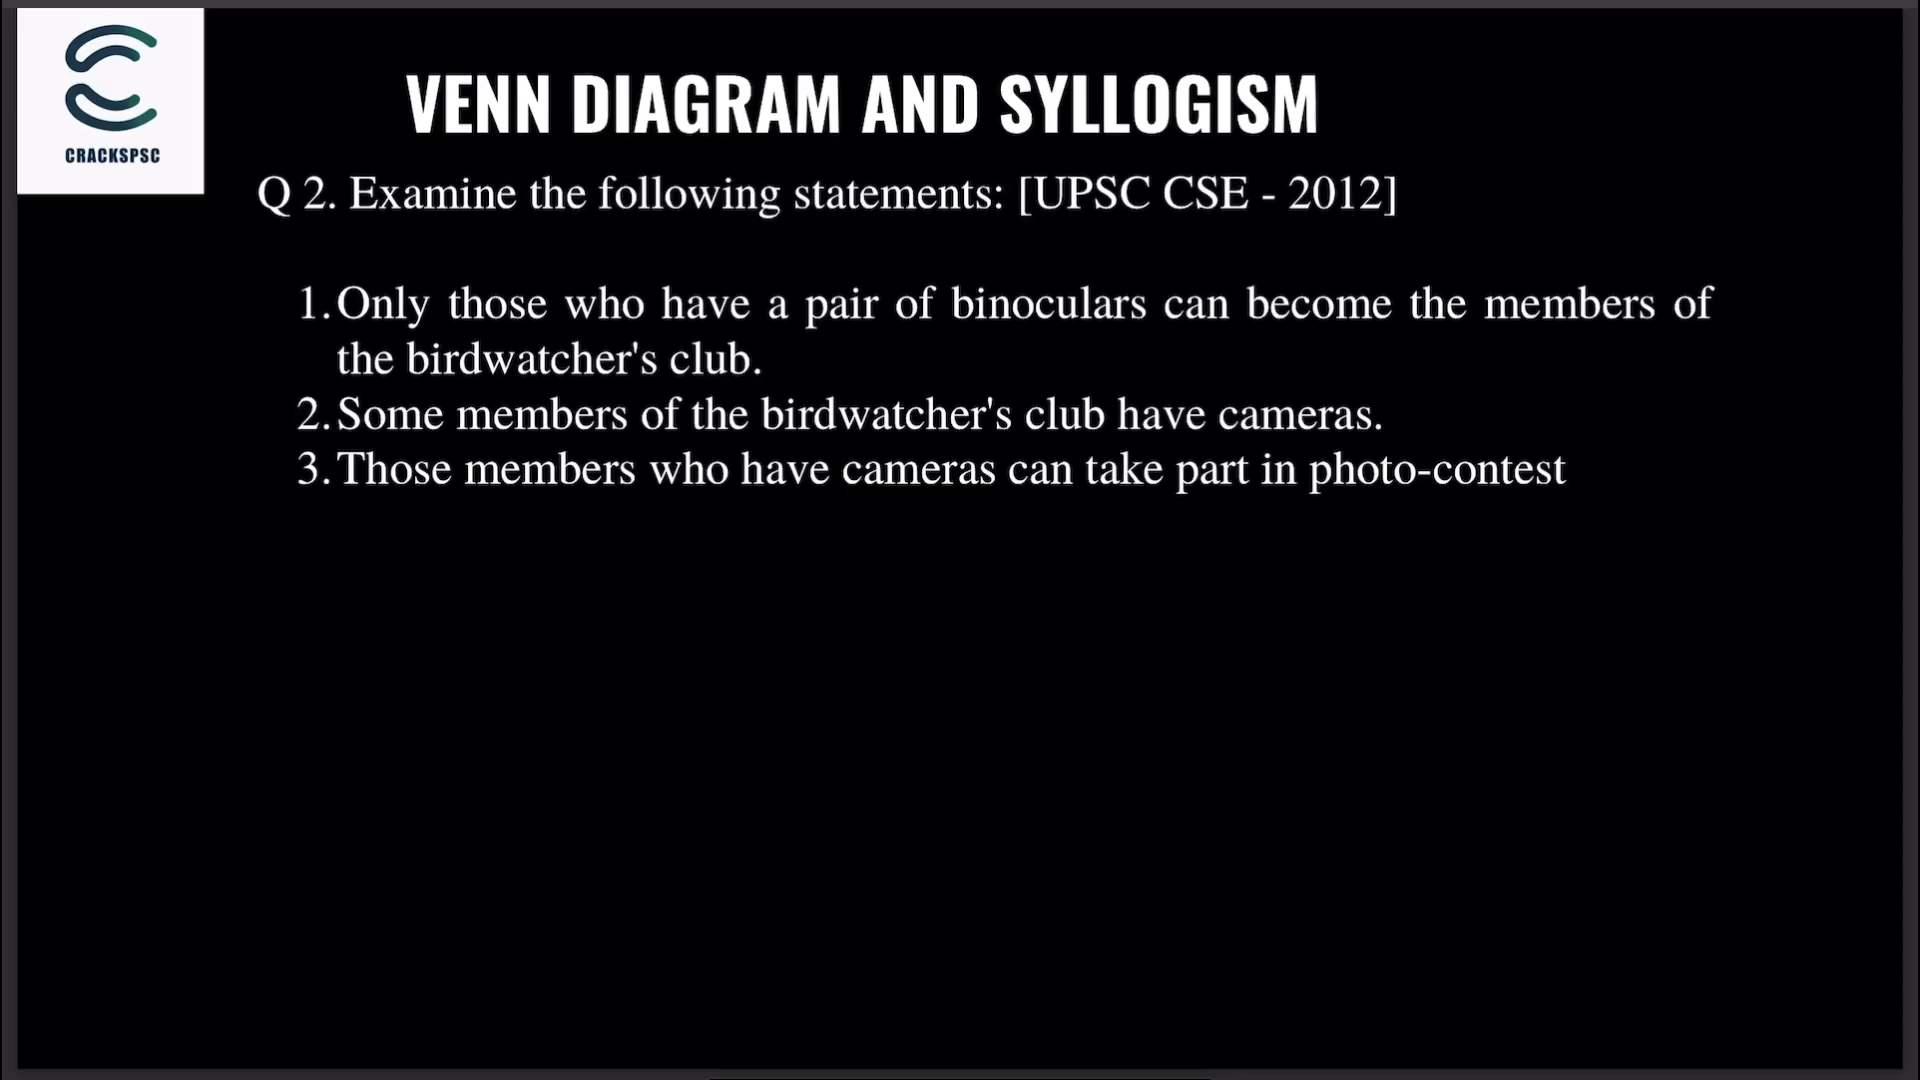 CRACKSPSC
VENN DIAGRAM AND SYLLOGISM
Q 2. Examine the following statements: [UPSC CSE - 2012]
1. Only those who have a pair of binoculars can become the members of
the birdwatcher's club.
2. Some members of the birdwatcher's club have cameras.
3. Those members who have cameras can take part in photo-contest